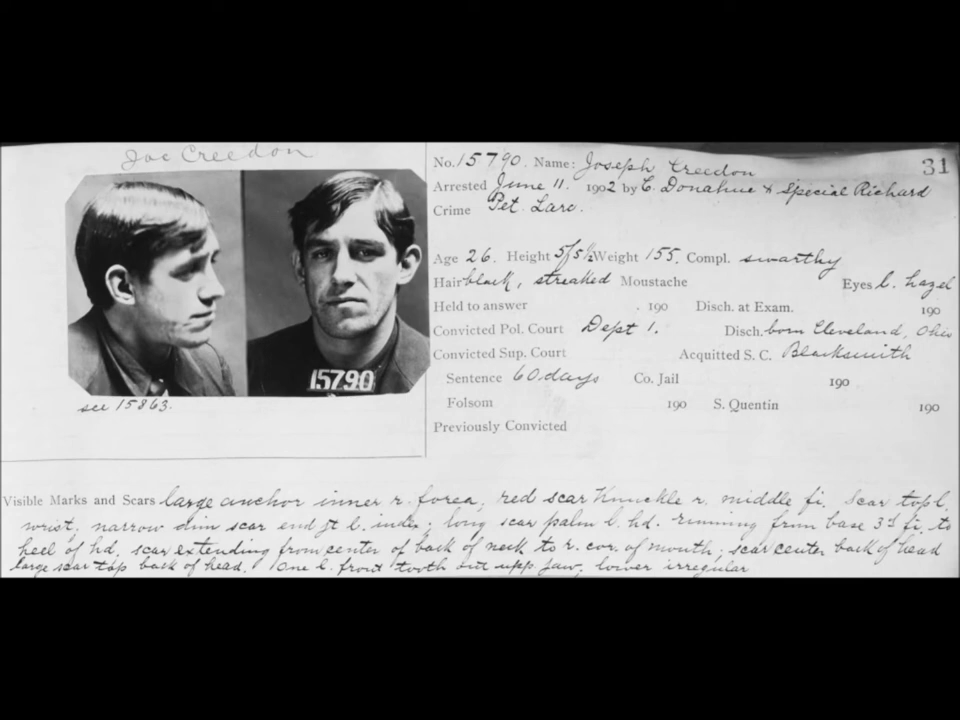 Joe Creedon
31
No. 15790. Name: Joseph Creedon
Arrested June 11. 1902 by C. Donahue & Special Richard
Crime Pet. Larc.
Age 26. Height 5/5½ Weight 155. Compl. swarthy
Hair black, streaked Moustache Eyes l. hazel
Held to answer . 190 Disch. at Exam. 190
Convicted Pol. Court Dept 1. Disch. born Cleveland, Ohio
Convicted Sup. Court Acquitted S. C. Blacksmith
Sentence 60 days Co. Jail 190
Folsom 190 S. Quentin 190
Previously Convicted
15790
see 15863.
Visible Marks and Scars large anchor inner r. forea; red scar Knuckle r. middle fi. scar top l.
wrist. narrow dim scar end jt l. index; long scar palm l. hd. running from base 3d fi. to
heel of hd. scar extending from center of back of neck to r. cor. of mouth; scar center back of head
large scar top back of head. One l. front tooth out upp. jaw, lower irregular